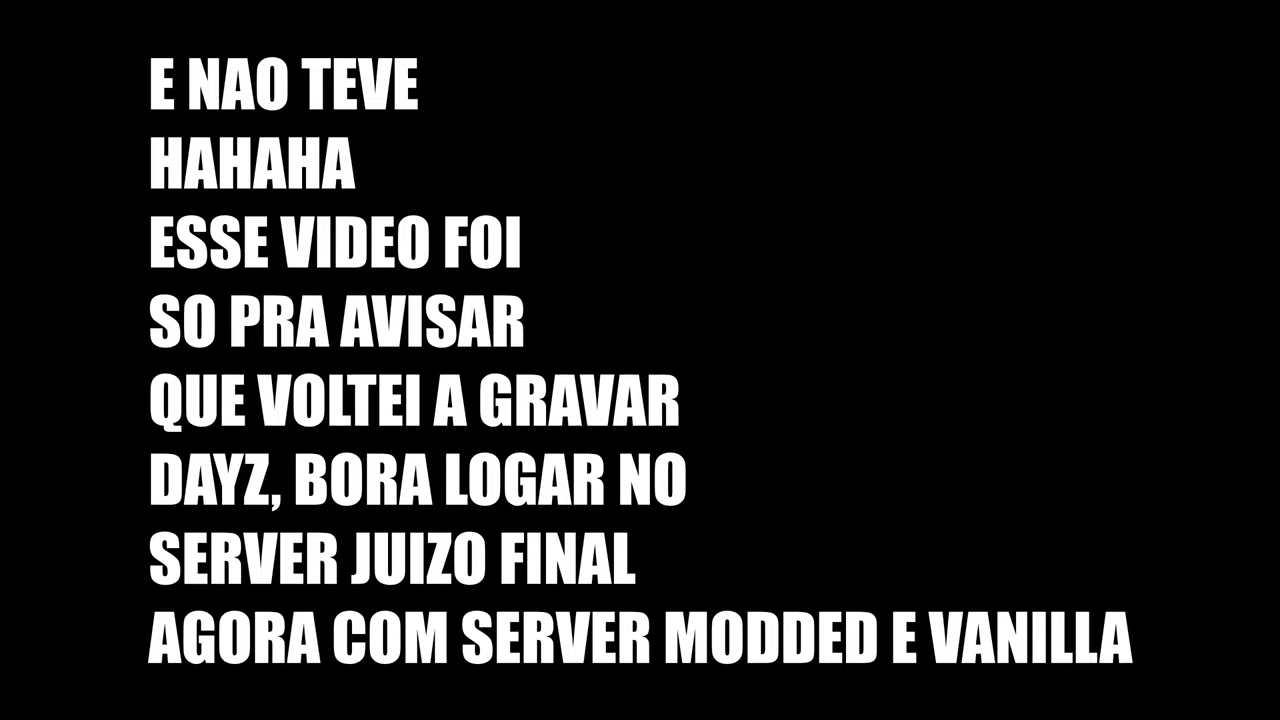 E NAO TEVE
HAHAHA
ESSE VIDEO FOI
SO PRA AVISAR
QUE VOLTEI A GRAVAR
DAYZ, BORA LOGAR NO
SERVER JUIZO FINAL
AGORA COM SERVER MODDED E VANILLA